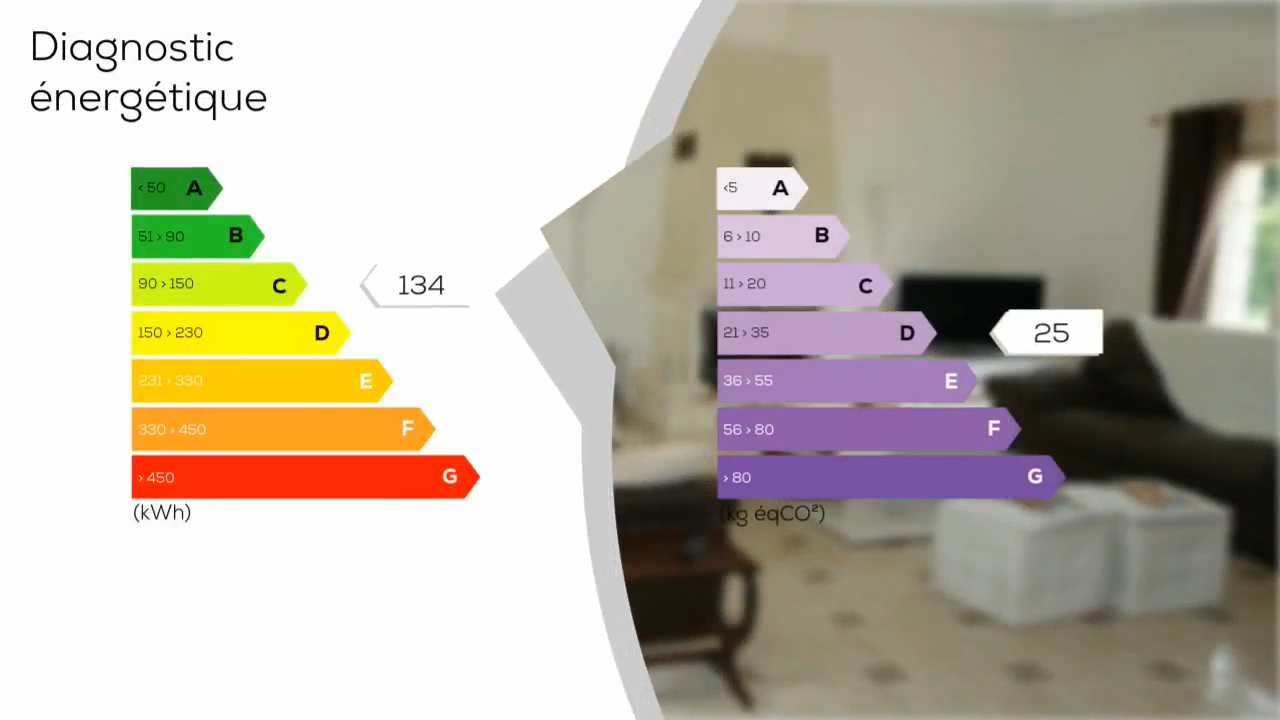 Diagnostic
énergétique
< 50 A
51 > 90 B
90 > 150 C
134
150 > 230 D
231 > 330 E
330 > 450 F
> 450 G
(kWh)
<5 A
6 > 10 B
11 > 20 C
21 > 35 D
25
36 > 55 E
56 > 80 F
> 80 G
(kg éqCO²)